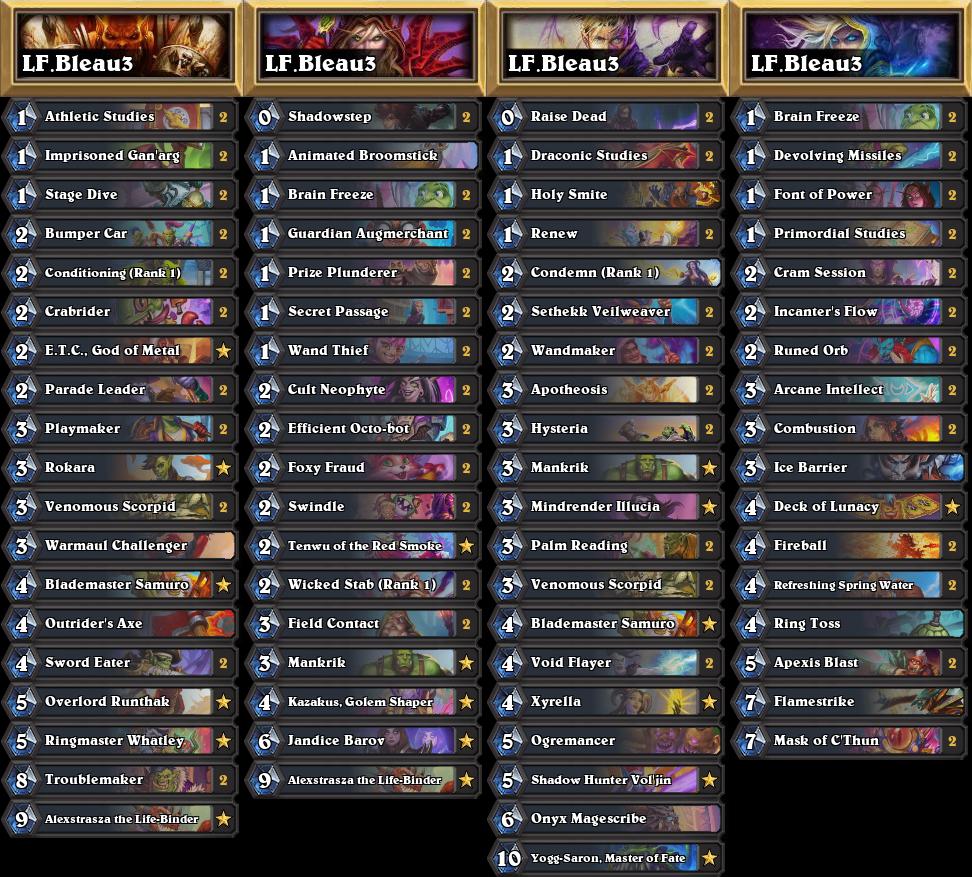 LF.Bleau3
1 Athletic Studies 2
1 Imprisoned Gan'arg 2
1 Stage Dive 2
2 Bumper Car 2
2 Conditioning (Rank 1) 2
2 Crabrider 2
2 E.T.C., God of Metal
2 Parade Leader 2
3 Playmaker 2
3 Rokara
3 Venomous Scorpid 2
3 Warmaul Challenger
4 Blademaster Samuro
4 Outrider's Axe
4 Sword Eater 2
5 Overlord Runthak
5 Ringmaster Whatley
8 Troublemaker 2
9 Alexstrasza the Life-Binder
LF.Bleau3
0 Shadowstep 2
1 Animated Broomstick
1 Brain Freeze 2
1 Guardian Augmerchant 2
1 Prize Plunderer 2
1 Secret Passage 2
1 Wand Thief 2
2 Cult Neophyte 2
2 Efficient Octo-bot 2
2 Foxy Fraud 2
2 Swindle 2
2 Tenwu of the Red Smoke
2 Wicked Stab (Rank 1) 2
3 Field Contact 2
3 Mankrik
4 Kazakus, Golem Shaper
6 Jandice Barov
9 Alexstrasza the Life-Binder
LF.Bleau3
0 Raise Dead 2
1 Draconic Studies 2
1 Holy Smite 2
1 Renew 2
2 Condemn (Rank 1)
2 Sethekk Veilweaver 2
2 Wandmaker 2
3 Apotheosis 2
3 Hysteria 2
3 Mankrik
3 Mindrender Illucia
3 Palm Reading 2
3 Venomous Scorpid 2
4 Blademaster Samuro
4 Void Flayer 2
4 Xyrella
5 Ogremancer
5 Shadow Hunter Vol'jin
6 Onyx Magescribe
10 Yogg-Saron, Master of Fate
LF.Bleau3
1 Brain Freeze 2
1 Devolving Missiles 2
1 Font of Power 2
1 Primordial Studies 2
2 Cram Session 2
2 Incanter's Flow 2
2 Runed Orb 2
3 Arcane Intellect 2
3 Combustion 2
3 Ice Barrier
4 Deck of Lunacy
4 Fireball 2
4 Refreshing Spring Water 2
4 Ring Toss
5 Apexis Blast 2
7 Flamestrike
7 Mask of C'Thun 2